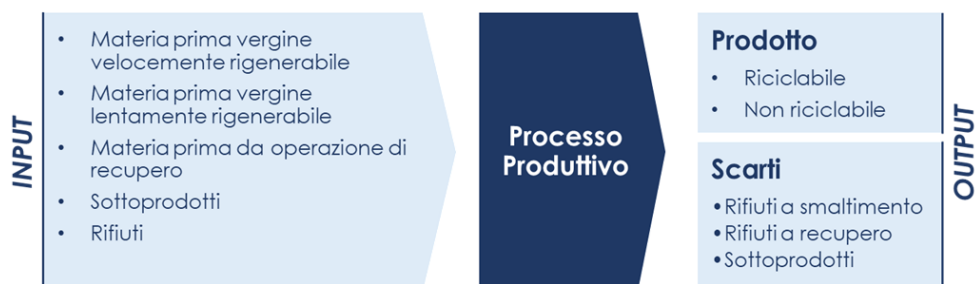 INPUT
• Materia prima vergine
velocemente rigenerabile
• Materia prima vergine
lentamente rigenerabile
• Materia prima da operazione di
recupero
• Sottoprodotti
• Rifiuti
Processo
Produttivo
Prodotto
• Riciclabile
• Non riciclabile
Scarti
•Rifiuti a smaltimento
•Rifiuti a recupero
•Sottoprodotti
OUTPUT